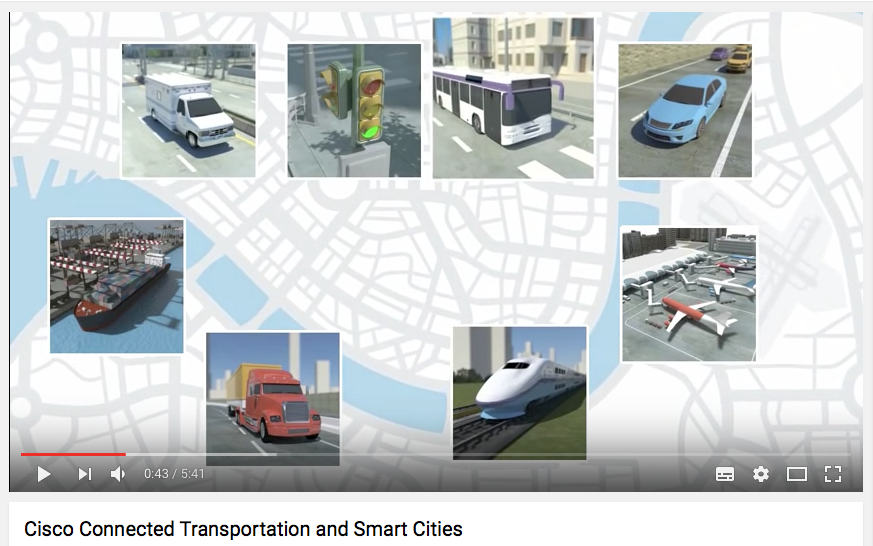 0:43 / 5:41
Cisco Connected Transportation and Smart Cities